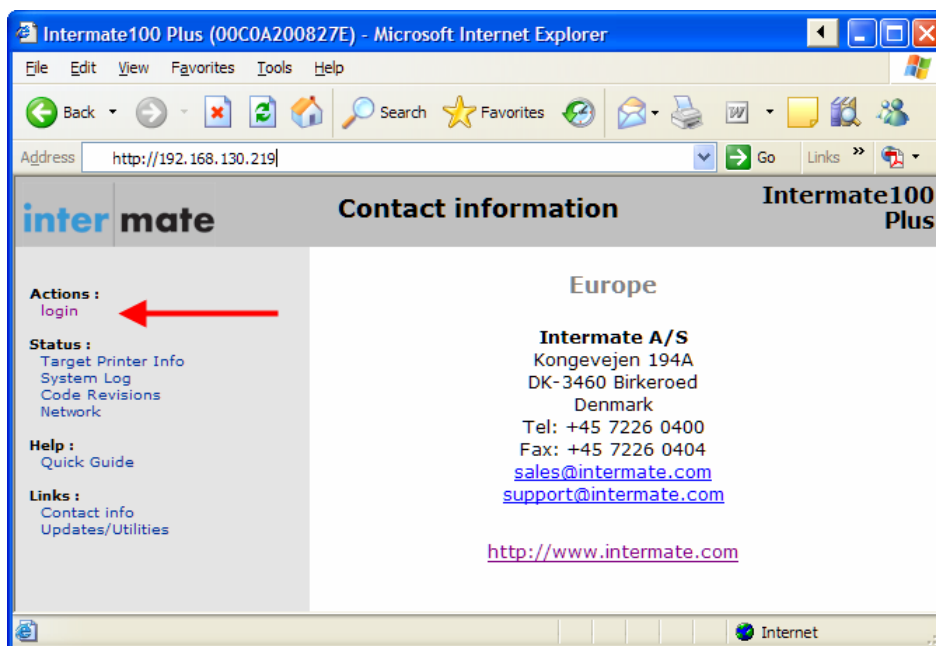 Intermate100 Plus (00C0A200827E) - Microsoft Internet Explorer
File Edit View Favorites Tools Help
Back Search Favorites
Address http://192.168.130.219 Go Links »
inter mate
Contact information
Intermate100
Plus
Actions :
login
Status :
Target Printer Info
System Log
Code Revisions
Network
Help :
Quick Guide
Links :
Contact info
Updates/Utilities
Europe
Intermate A/S
Kongevejen 194A
DK-3460 Birkeroed
Denmark
Tel: +45 7226 0400
Fax: +45 7226 0404
sales@intermate.com
support@intermate.com
http://www.intermate.com
Internet